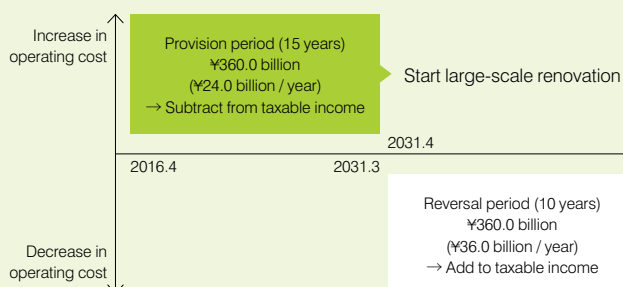 Increase in
operating cost
Provision period (15 years)
¥360.0 billion
(¥24.0 billion / year)
→ Subtract from taxable income
Start large-scale renovation
2031.4
2016.4
2031.3
Reversal period (10 years)
¥360.0 billion
(¥36.0 billion / year)
→ Add to taxable income
Decrease in
operating cost